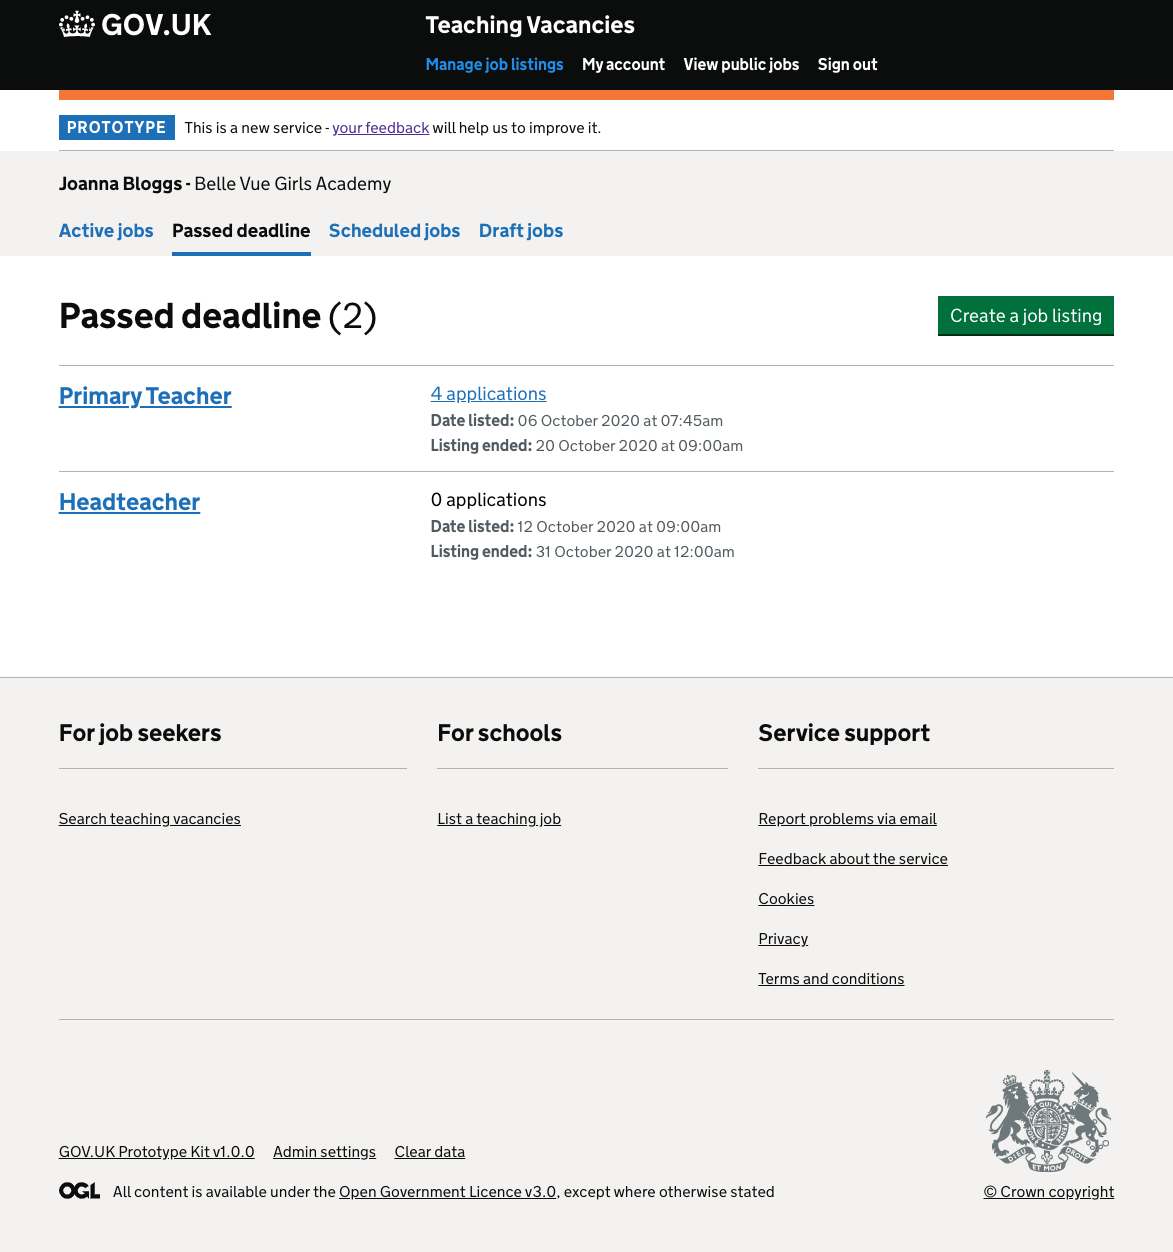 GOV.UK
Teaching Vacancies
Manage job listings My account View public jobs Sign out
PROTOTYPE This is a new service - your feedback will help us to improve it.
Joanna Bloggs - Belle Vue Girls Academy
Active jobs Passed deadline Scheduled jobs Draft jobs
Passed deadline (2)
Create a job listing
Primary Teacher
4 applications
Date listed: 06 October 2020 at 07:45am
Listing ended: 20 October 2020 at 09:00am
Headteacher
0 applications
Date listed: 12 October 2020 at 09:00am
Listing ended: 31 October 2020 at 12:00am
For job seekers
Search teaching vacancies
For schools
List a teaching job
Service support
Report problems via email
Feedback about the service
Cookies
Privacy
Terms and conditions
GOV.UK Prototype Kit v1.0.0 Admin settings Clear data
OGL All content is available under the Open Government Licence v3.0, except where otherwise stated
DIEU ET MON DROIT
© Crown copyright